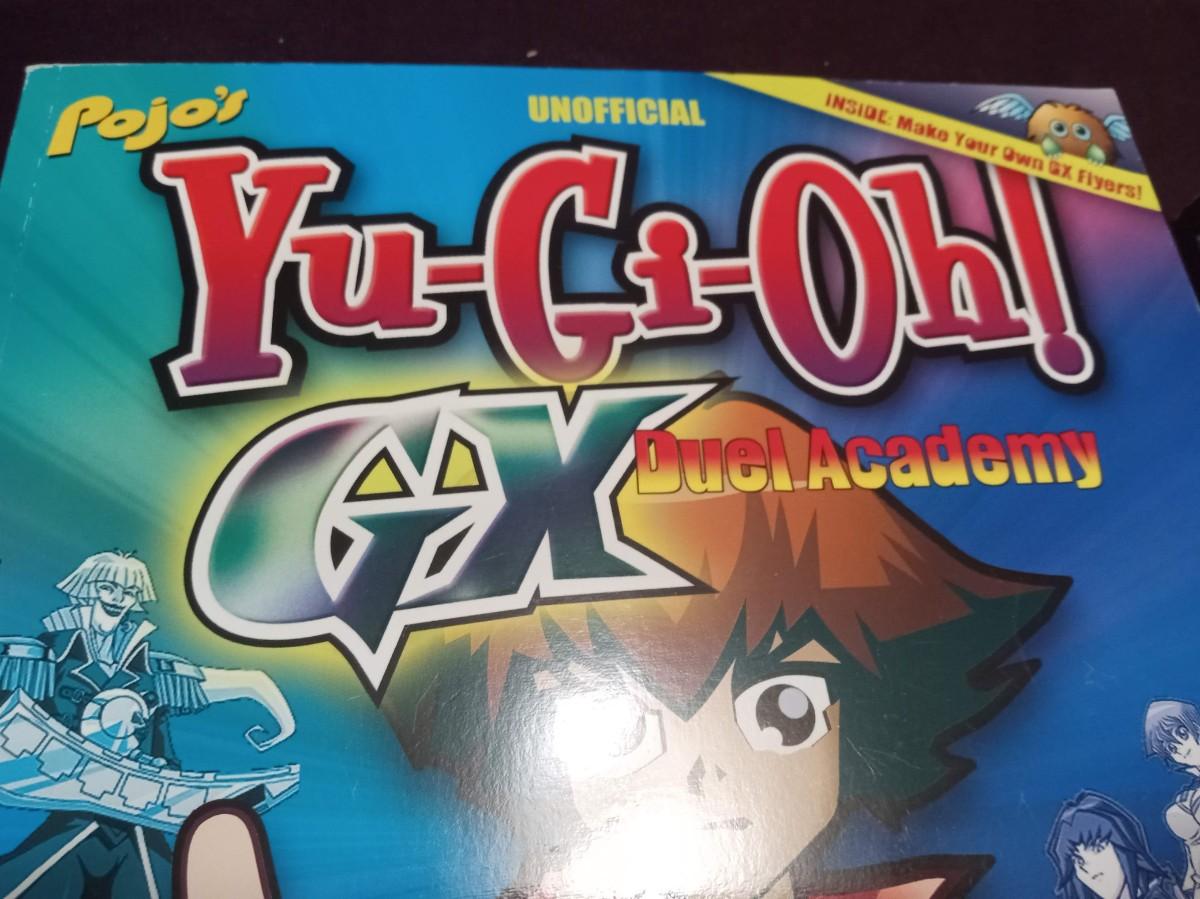 Pojo's
UNOFFICIAL
INSIDE: Make Your Own GX Flyers!
Yu-Gi-Oh!
GX
Duel Academy